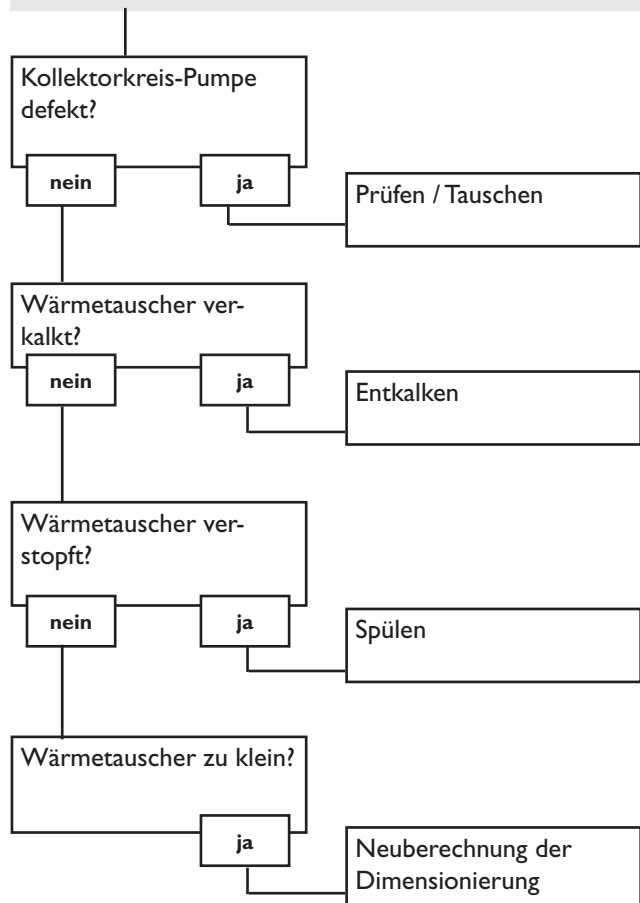 Kollektorkreis-Pumpe
defekt?
nein
ja
Prüfen / Tauschen
Wärmetauscher ver-
kalkt?
nein
ja
Entkalken
Wärmetauscher ver-
stopft?
nein
ja
Spülen
Wärmetauscher zu klein?
ja
Neuberechnung der
Dimensionierung